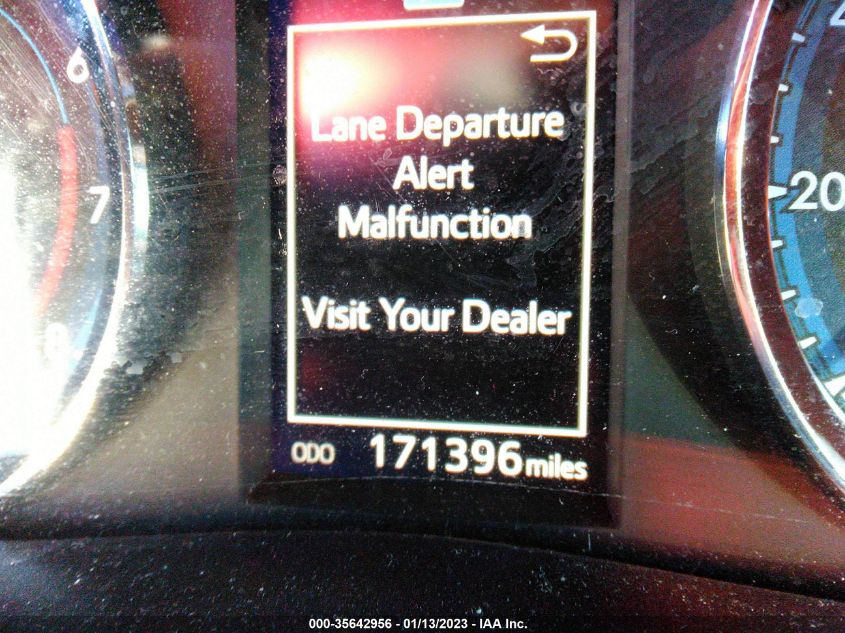 6
7
8
Lane Departure
Alert
Malfunction
Visit Your Dealer
ODO 171396 miles
20
000-35642956 - 01/13/2023 - IAA Inc.